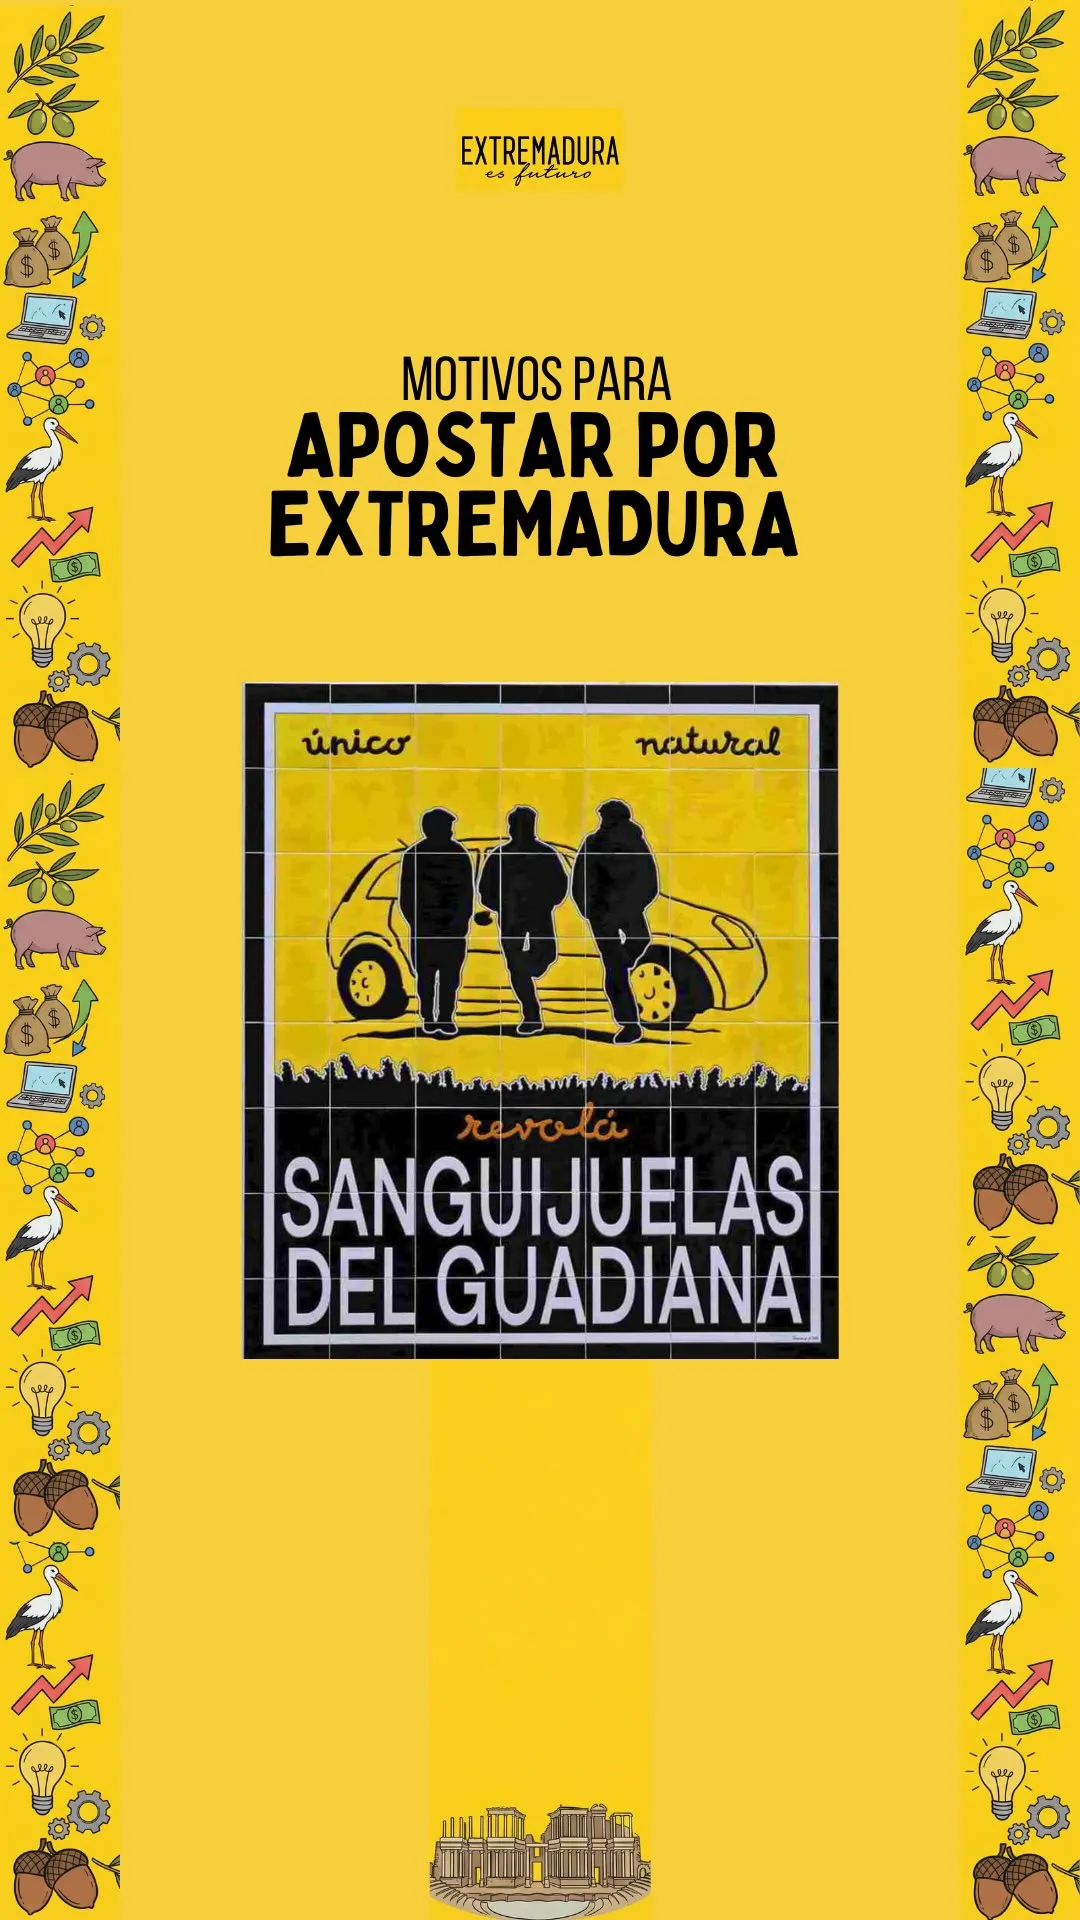 EXTREMADURA
es futuro
MOTIVOS PARA
APOSTAR POR
EXTREMADURA
único natural
revolá
SANGUIJUELAS
DEL GUADIANA